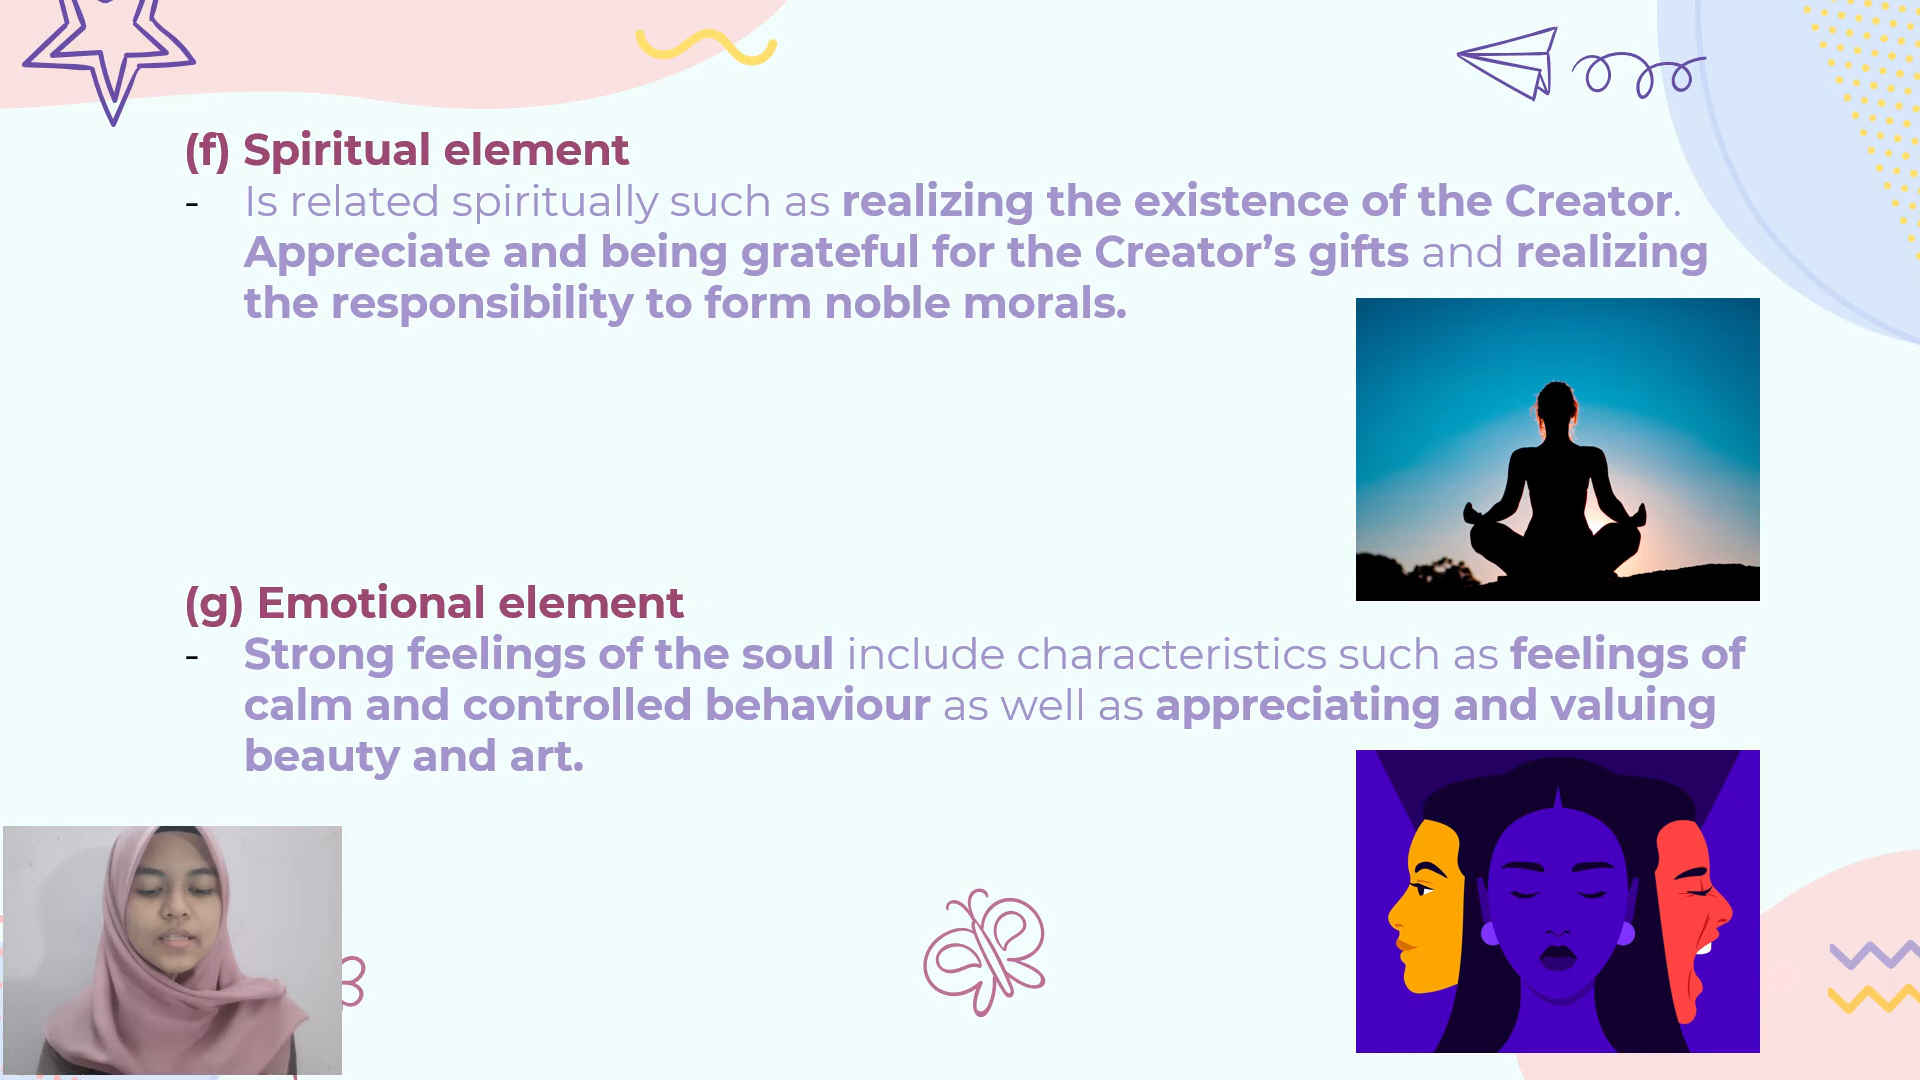 (f) Spiritual element
- Is related spiritually such as realizing the existence of the Creator.
Appreciate and being grateful for the Creator’s gifts and realizing
the responsibility to form noble morals.
(g) Emotional element
- Strong feelings of the soul include characteristics such as feelings of
calm and controlled behaviour as well as appreciating and valuing
beauty and art.